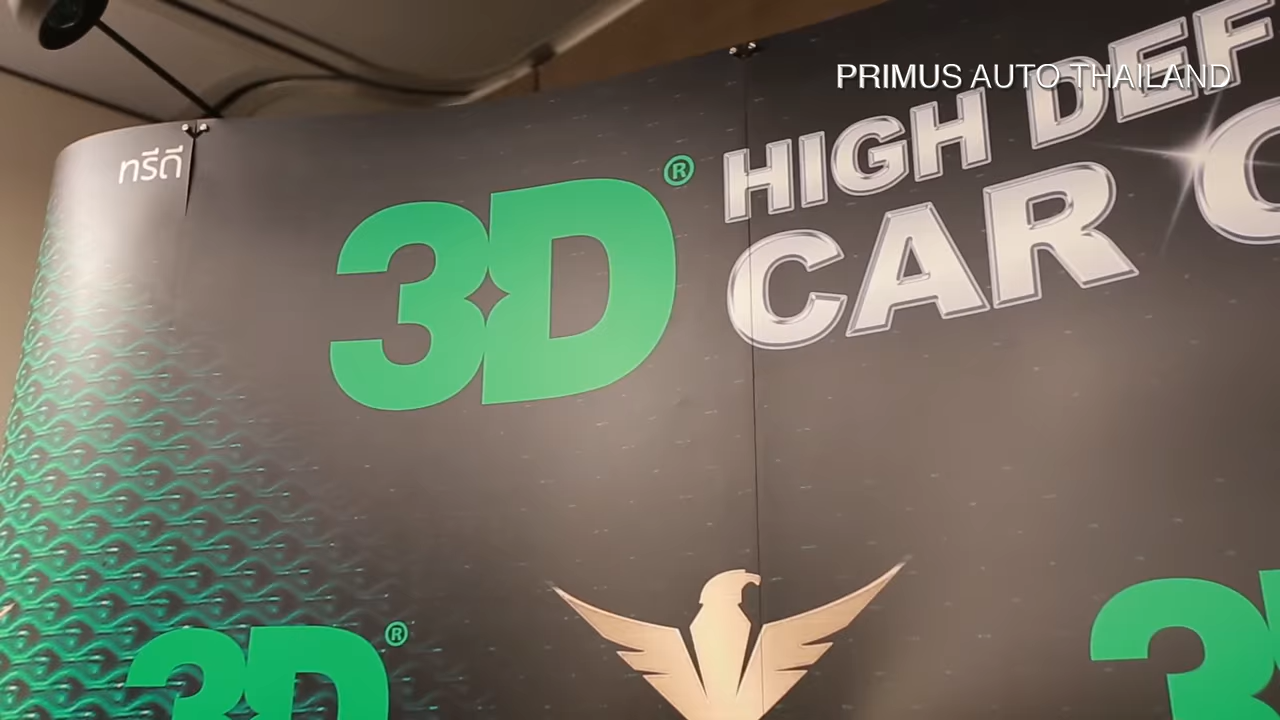 PRIMUS AUTO THAILAND
ทรีดี
3D®
HIGH DEF
CAR
3D®